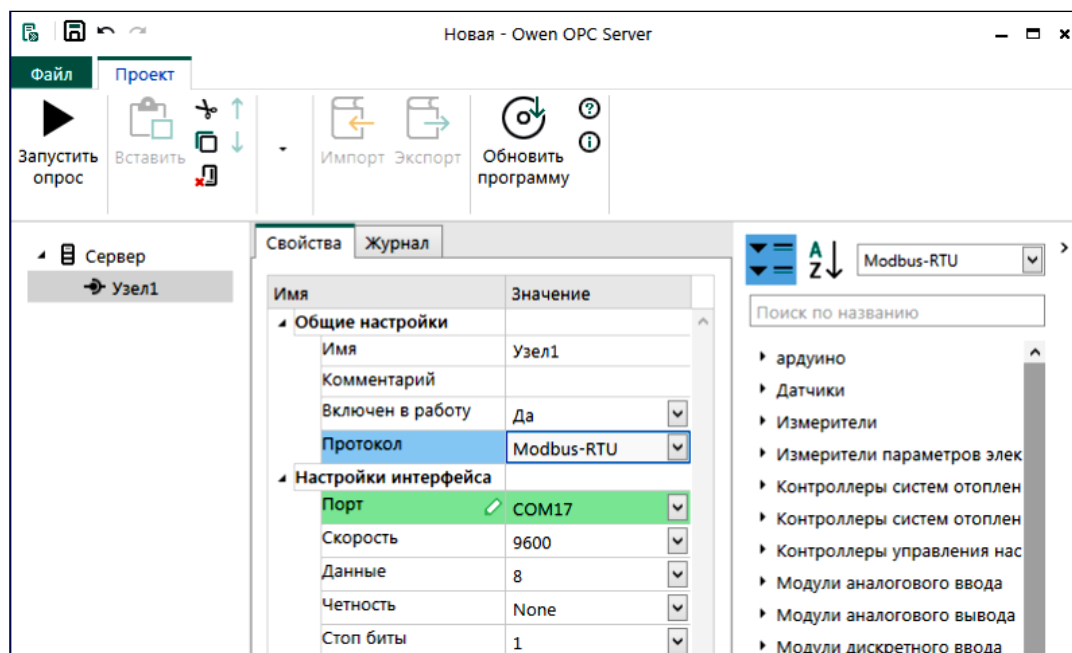 Новая - Owen OPC Server
Файл Проект
Запустить опрос
Вставить
Импорт Экспорт
Обновить программу
Сервер
Узел1
Свойства Журнал
Имя Значение
Общие настройки
Имя Узел1
Комментарий
Включен в работу Да
Протокол Modbus-RTU
Настройки интерфейса
Порт COM17
Скорость 9600
Данные 8
Четность None
Стоп биты 1
A
Z
Modbus-RTU
Поиск по названию
ардуино
Датчики
Измерители
Измерители параметров элек
Контроллеры систем отоплен
Контроллеры систем отоплен
Контроллеры управления нас
Модули аналогового ввода
Модули аналогового вывода
Модули дискретного ввода